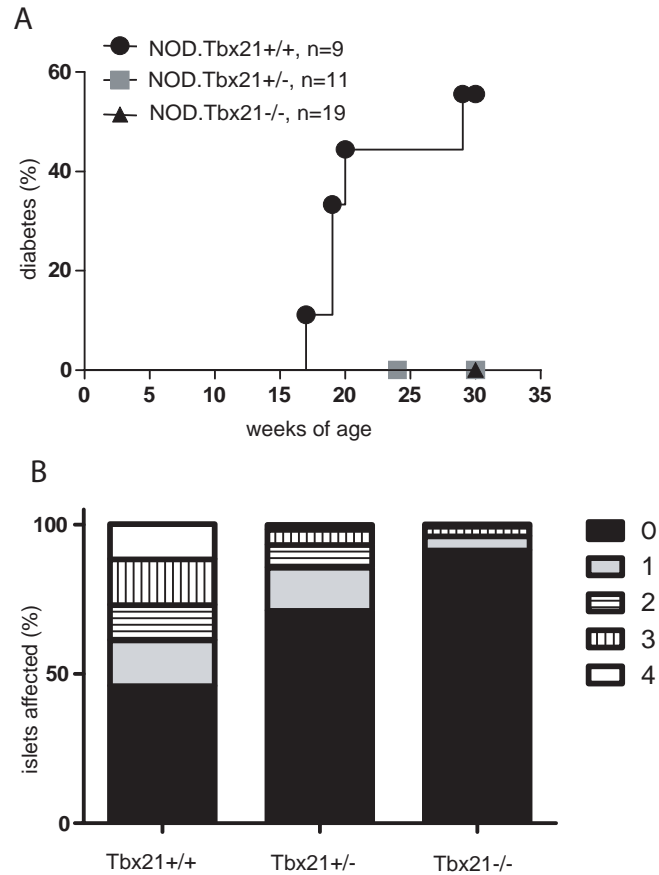 A
NOD.Tbx21+/+, n=9
NOD.Tbx21+/-, n=11
NOD.Tbx21-/-, n=19
diabetes (%)
60
40
20
0
0 5 10 15 20 25 30 35
weeks of age
B
islets affected (%)
100
50
0
Tbx21+/+ Tbx21+/- Tbx21-/-
0
1
2
3
4